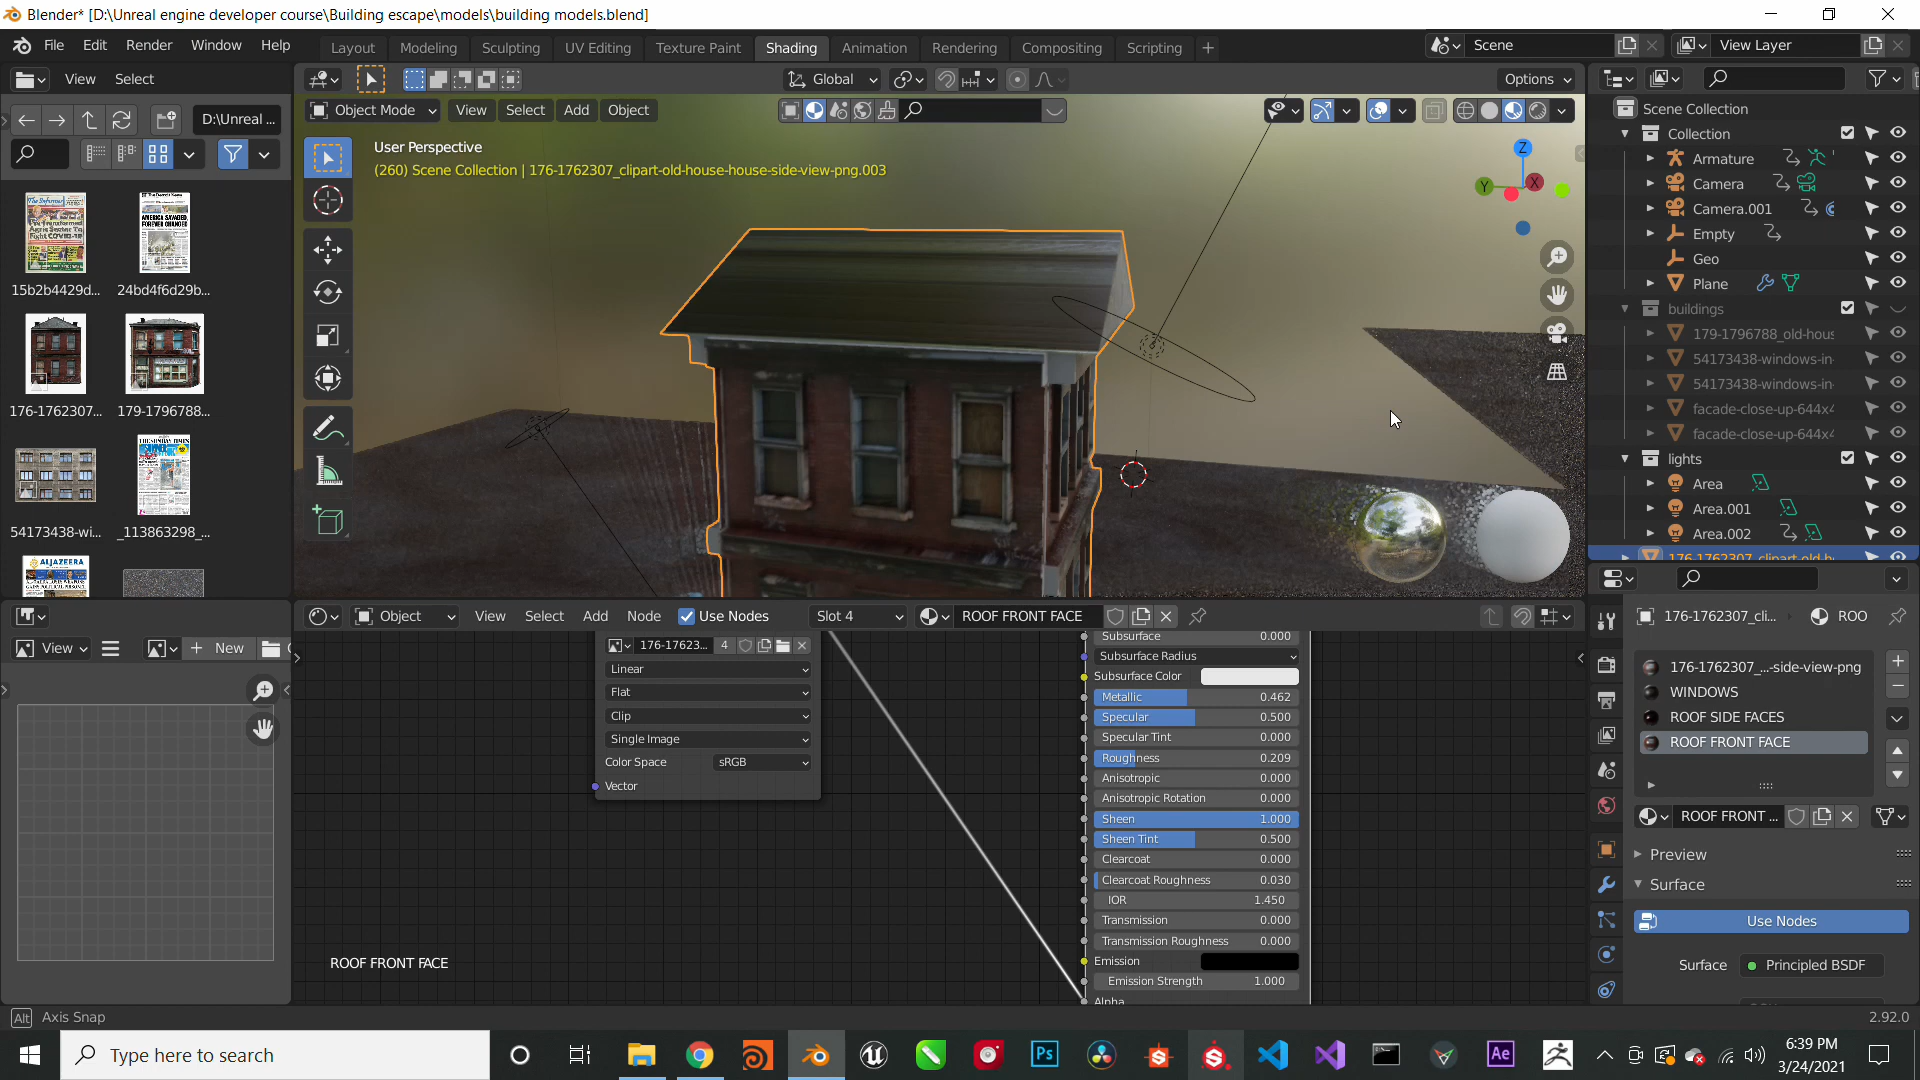 Blender* [D:\Unreal engine developer course\Building escape\models\building models.blend]
File Edit Render Window Help
Layout Modeling Sculpting UV Editing Texture Paint Shading Animation Rendering Compositing Scripting +
Scene
View Layer
View Select
Global
Options
D:\Unreal ...
Object Mode View Select Add Object
User Perspective
(260) Scene Collection | 176-1762307_clipart-old-house-house-side-view-png.003
Z
Y
X
15b2b4429d...
24bd4f6d29b...
176-1762307...
179-1796788...
54173438-wi...
_113863298_...
AMERICA SAVAGED, FOREVER CHANGED
ALJAZEERA
Scene Collection
Collection
Armature
Camera
Camera.001
Empty
Geo
Plane
buildings
179-1796788_old-hous
54173438-windows-in-
54173438-windows-in-
facade-close-up-644x4
facade-close-up-644x4
lights
Area
Area.001
Area.002
176-1762307_clipart-old-h
Object View Select Add Node Use Nodes Slot 4 ROOF FRONT FACE
View New
176-17623... 4
Linear
Flat
Clip
Single Image
Color Space sRGB
Vector
Subsurface 0.000
Subsurface Radius
Subsurface Color
Metallic 0.462
Specular 0.500
Specular Tint 0.000
Roughness 0.209
Anisotropic 0.000
Anisotropic Rotation 0.000
Sheen 1.000
Sheen Tint 0.500
Clearcoat 0.000
Clearcoat Roughness 0.030
IOR 1.450
Transmission 0.000
Transmission Roughness 0.000
Emission
Emission Strength 1.000
Alpha
ROOF FRONT FACE
176-1762307_cli... ROO
176-1762307_...-side-view-png
WINDOWS
ROOF SIDE FACES
ROOF FRONT FACE
ROOF FRONT ...
Preview
Surface
Use Nodes
Surface Principled BSDF
Alt Axis Snap
2.92.0
Type here to search
Ps
Ae
6:39 PM
3/24/2021